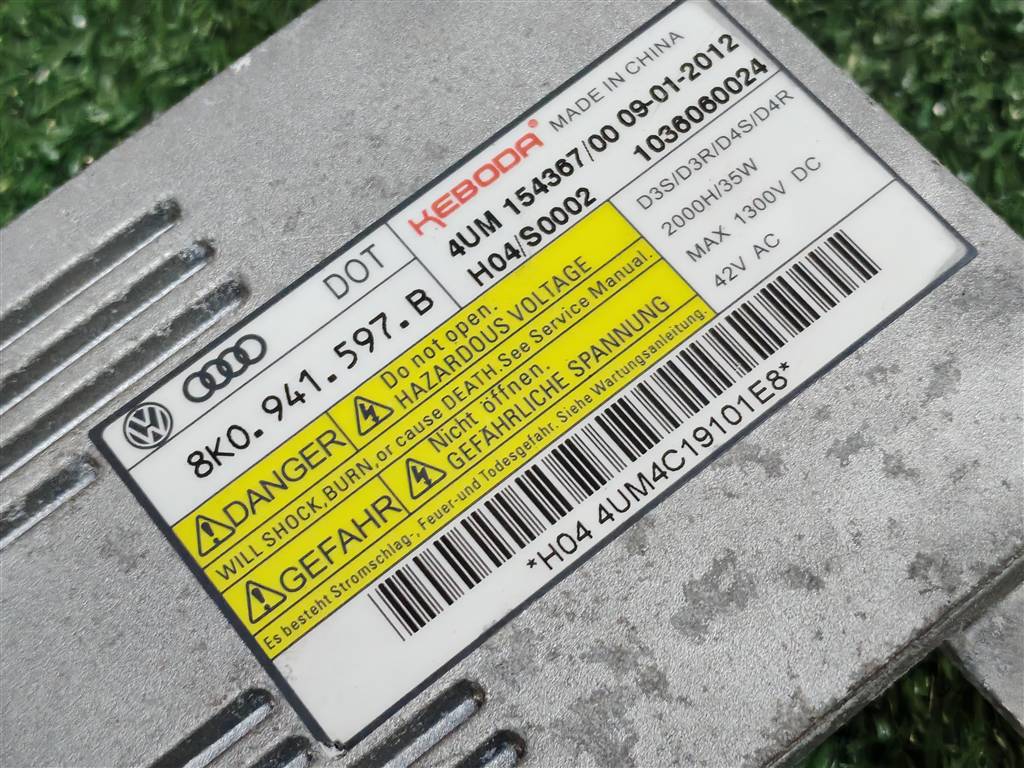 DOT
8K0.941.597.B
KEBODA MADE IN CHINA
4UM 154367/00 09-01-2012
H04/S0002 1036060024
D3S/D3R/D4S/D4R
2000H/35W
MAX 1300V DC
42V AC
DANGER
Do not open.
HAZARDOUS VOLTAGE
WILL SHOCK, BURN, or cause DEATH. See Service Manual.
GEFAHR
Nicht öffnen.
GEFÄHRLICHE SPANNUNG
Es besteht Stromschlag-, Feuer-und Todesgefahr. Siehe Wartungsanleitung.
*H04 4UM4C19101E8*